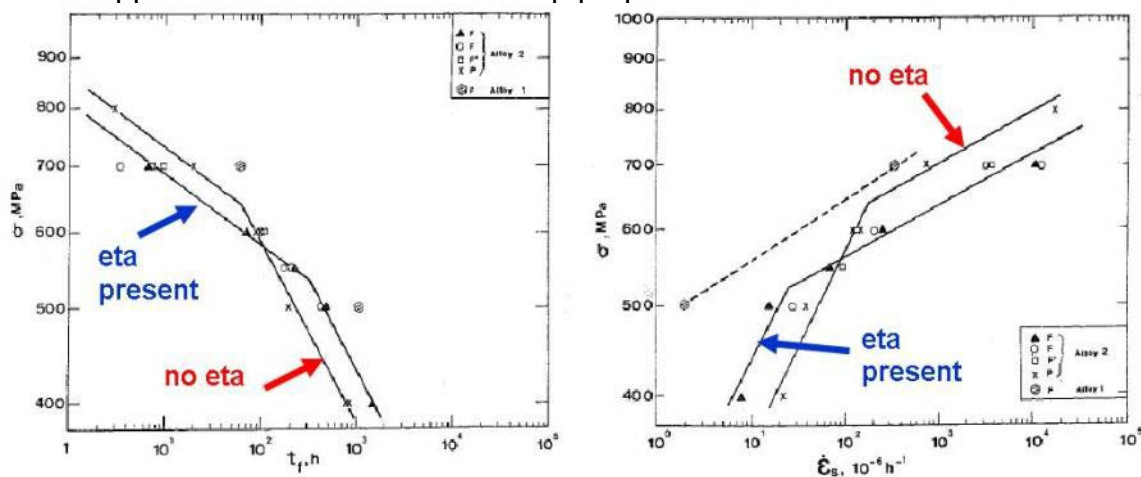 900
800
700
600
500
400
σ, MPa
F
F
P
Alloy 2
Alloy 1
eta
present
no eta
1 10¹ 10² 10³ 10⁴ 10⁵
t_f, h
1000
900
800
700
600
500
400
σ, MPa
no eta
eta
present
F
F
P
Alloy 2
Alloy 1
10⁰ 10¹ 10² 10³ 10⁴ 10⁵
ε̇_s, 10⁻⁶ h⁻¹